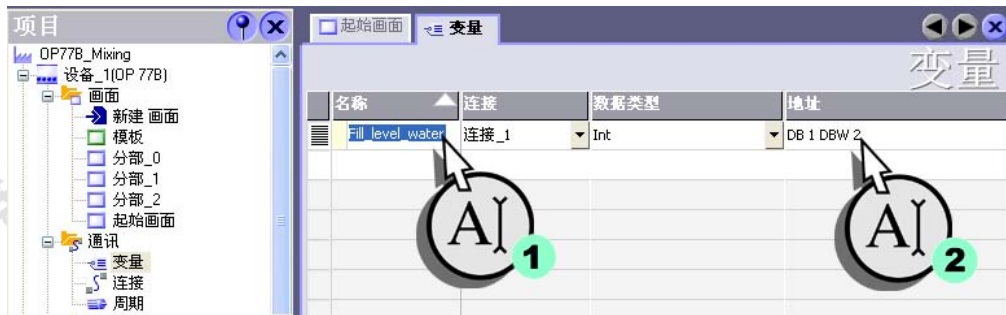 项目
OP77B_Mixing
设备_1(OP 77B)
画面
新建 画面
模板
分部_0
分部_1
分部_2
起始画面
通讯
变量
连接
周期
起始画面 变量
变量
名称 连接 数据类型 地址
Fill_level_water 连接_1 Int DB 1 DBW 2
A 1
A 2